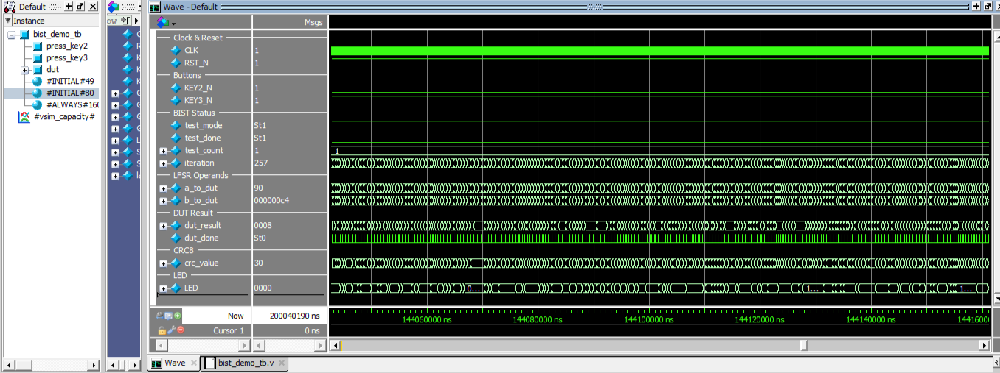 Default
Wave - Default
Instance
Msgs
bist_demo_tb
press_key2
press_key3
dut
#INITIAL#49
#INITIAL#80
#ALWAYS#160
#vsim_capacity#
Clock & Reset
CLK 1
RST_N 1
Buttons
KEY2_N 1
KEY3_N 1
BIST Status
test_mode St1
test_done St1
test_count 1 1
iteration 257
LFSR Operands
a_to_dut 90
b_to_dut 000000c4
DUT Result
dut_result 0008
dut_done St0
CRC8
crc_value 30
LED
LED 0000 0... 1... 1...
Now 200040190 ns
144060000 ns 144080000 ns 144100000 ns 144120000 ns 144140000 ns 1441600
Cursor 1 0 ns
Wave bist_demo_tb.v